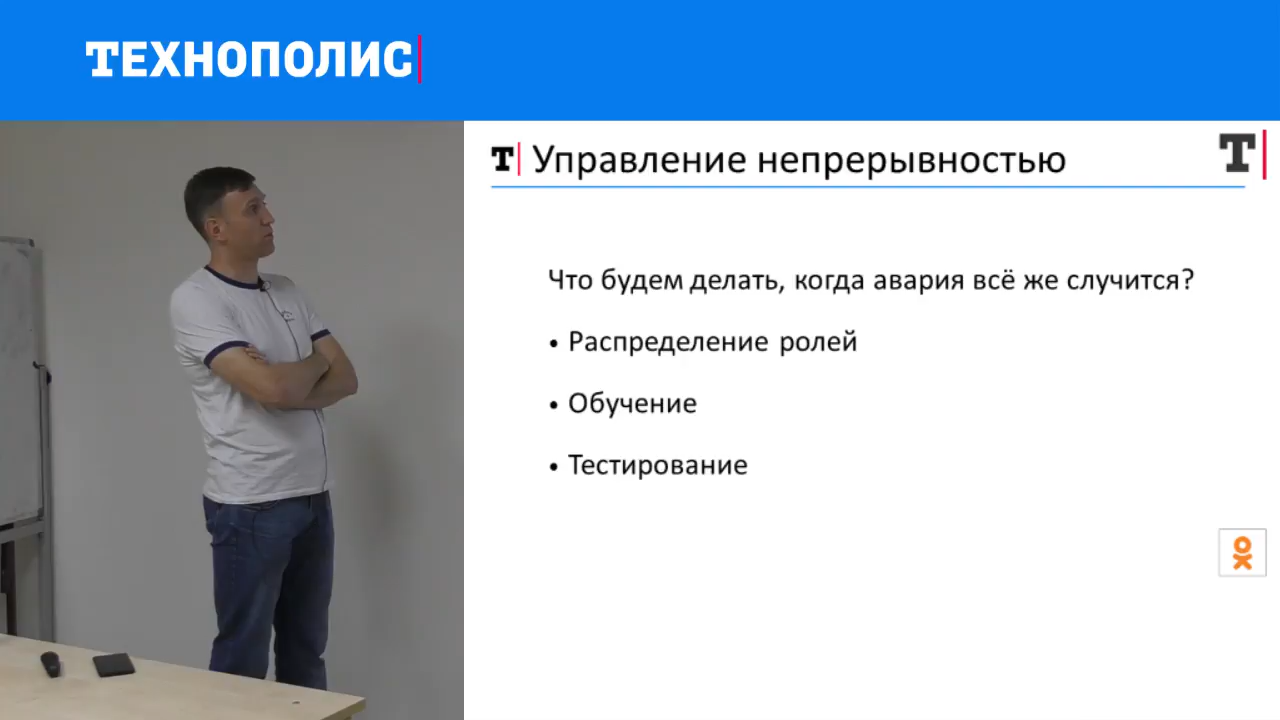 ТЕХНОПОЛИС
Т Управление непрерывностью
Т
Что будем делать, когда авария всё же случится?
• Распределение ролей
• Обучение
• Тестирование